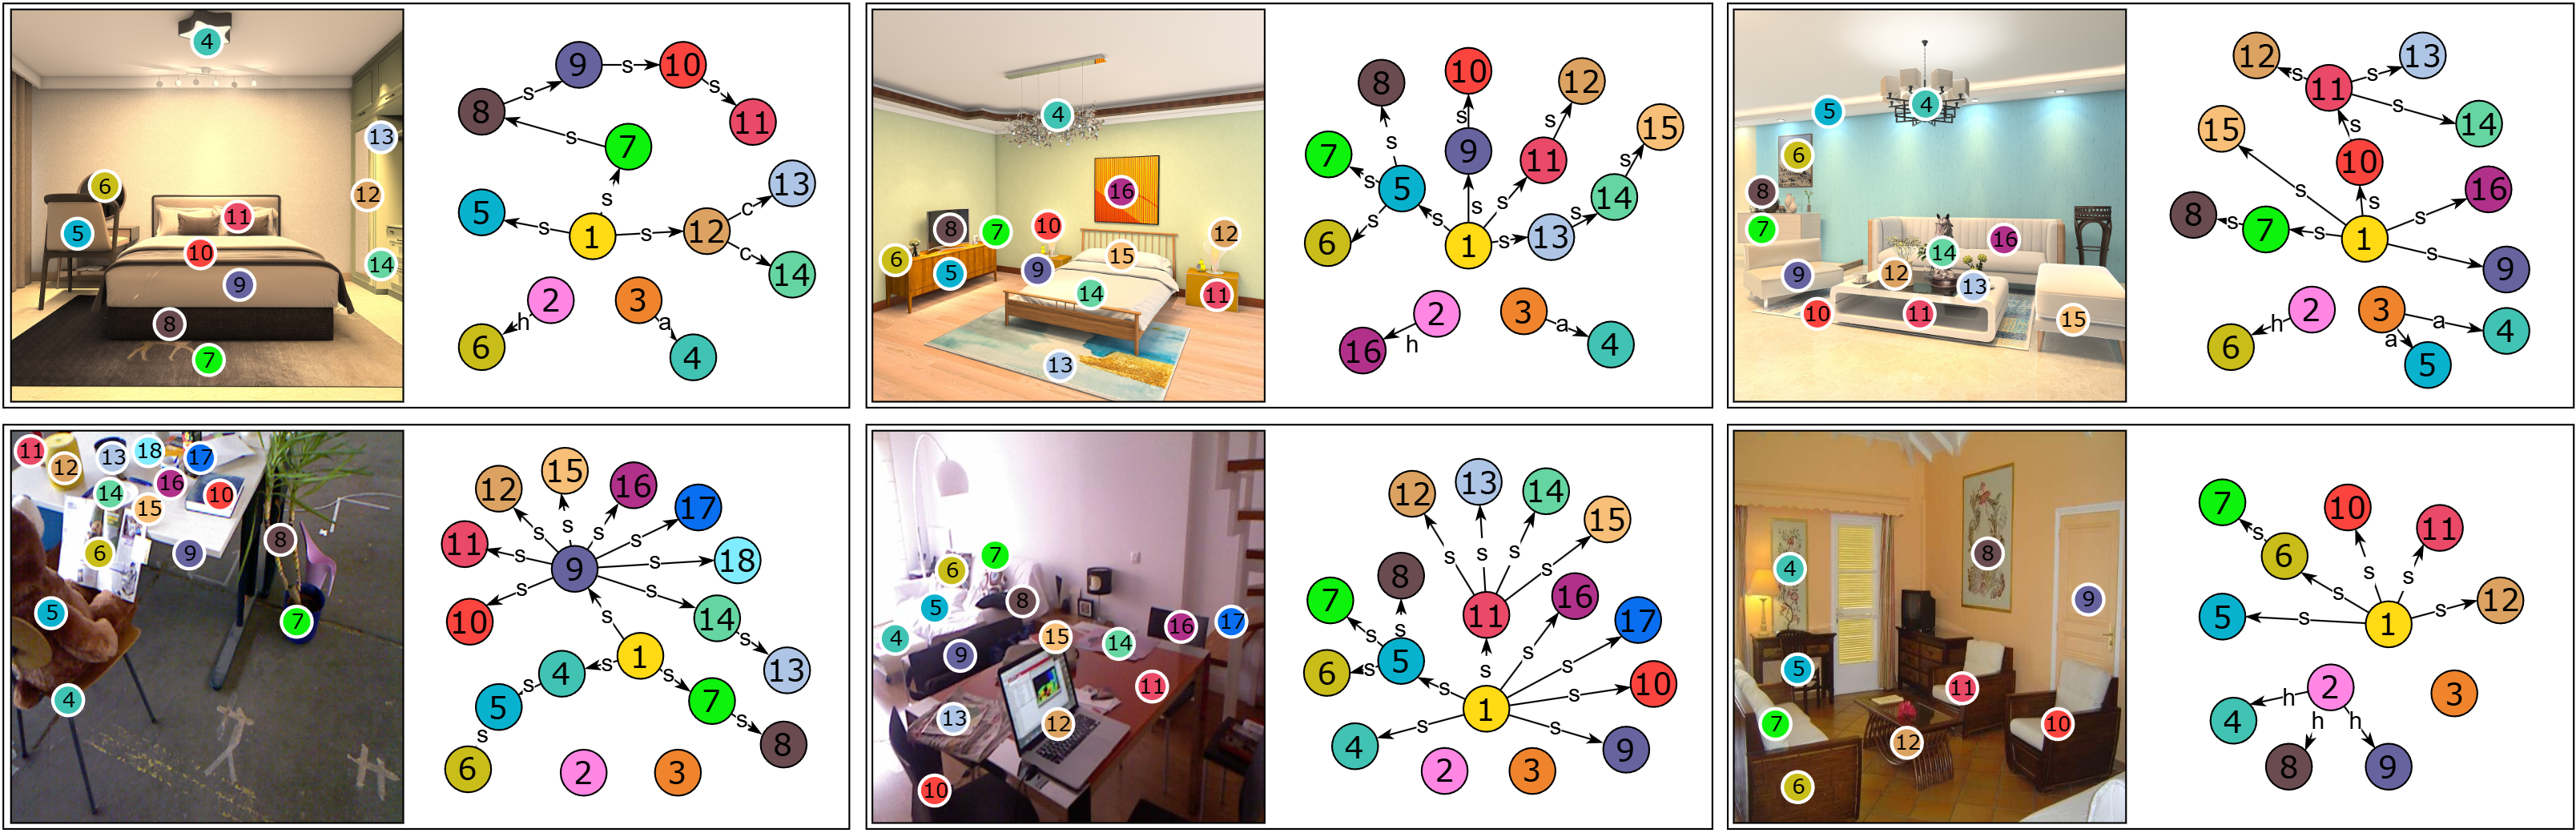 4
13
6 12
11
5
10 14
9
8
7
9 s 10
s s
8 11
s 7
13
s c
5 s 1 s 12
c
14
2 3
h a
6 4
4
16
8 7 10 12
6 5 9 15
14 11
13
10
8 12
s s 15
7 s 9 11 s
s 5 s s 14
6 s s s 13 s
1 s
2 3
a
16 h 4
4
5
6
8
7 14 16
9 12 13
10 11 15
12 13
s 11 s
s 14
15 s
10
s 16
8 s 7 s 1 s s
s 9
2 3
h a 4
6 a 5
11 12 13 18 17
14 16 10
15
6 9 8
5 7
4
15
12 16
17
s s s
11 s s
9 s 18
s s
10 14
s s
4 s 1 13
5 s s
7
s s
6 8
2 3
7
6
5 8
4 9 15 14 16 17
11
13 12
10
13 14
12 15
s s s s
8 16
7 11 17
s s s
6 s 5 s s 10
s 1 s
4 s s 9
2 3
8
4 9
5 11
7 12 10
6
10
7 11
s 6 s s
5 s s 12
s 1
2 3
h
4 h h
8 9